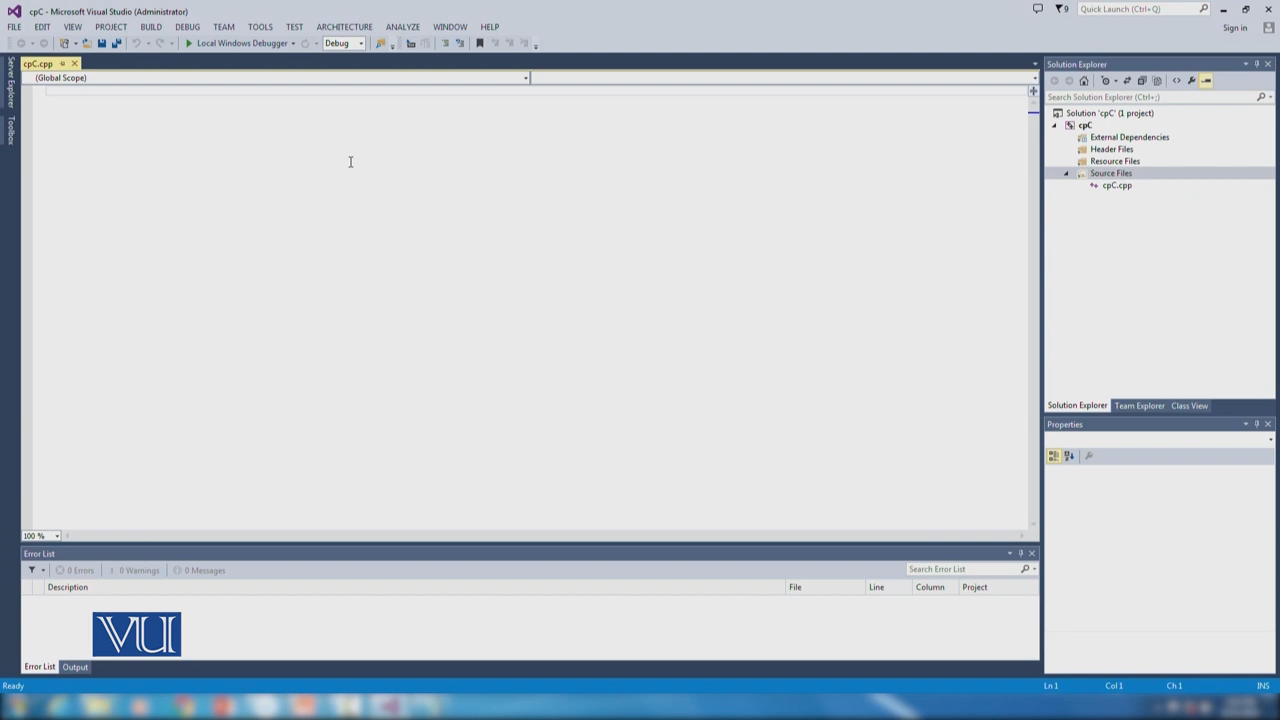 cpC - Microsoft Visual Studio (Administrator)
9
Quick Launch (Ctrl+Q)
FILE EDIT VIEW PROJECT BUILD DEBUG TEAM TOOLS TEST ARCHITECTURE ANALYZE WINDOW HELP
Sign in
Local Windows Debugger
Debug
Server Explorer
Toolbox
cpC.cpp
(Global Scope)
100 %
Solution Explorer
Search Solution Explorer (Ctrl+;)
Solution 'cpC' (1 project)
cpC
External Dependencies
Header Files
Resource Files
Source Files
cpC.cpp
Solution Explorer Team Explorer Class View
Properties
Error List
0 Errors 0 Warnings 0 Messages
Search Error List
Description File Line Column Project
VU
Error List Output
Ready Ln 1 Col 1 Ch 1 INS